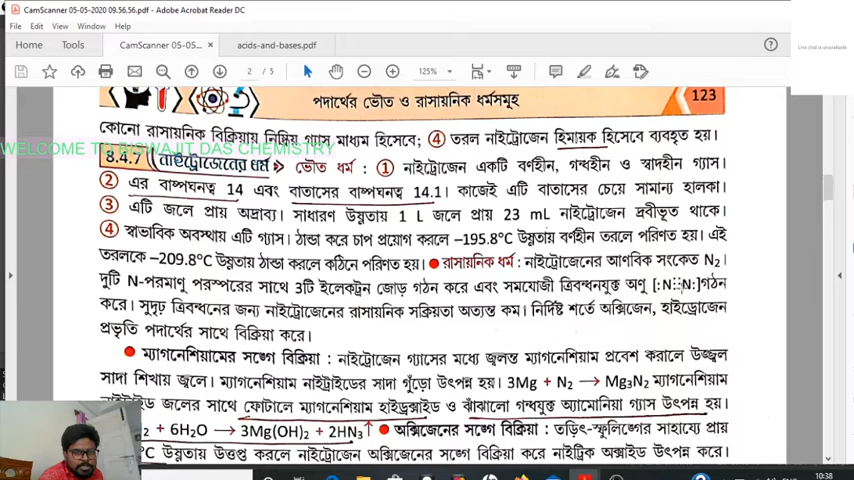 CamScanner 05-05-2020 09.56.56.pdf - Adobe Acrobat Reader DC
File Edit View Window Help
Home Tools CamScanner 05-05... × acids-and-bases.pdf
2 / 5 125%
Live chat is unavailable
পদার্থের ভৌত ও রাসায়নিক ধর্মসমূহ 123
কোনো রাসায়নিক বিক্রিয়ায় নিষ্ক্রিয় গ্যাস মাধ্যম হিসেবে; ④ তরল নাইট্রোজেন হিমায়ক হিসেবে ব্যবহৃত হয়।
WELCOME TO BISWAJIT DAS CHEMISTRY
8.4.7 নাইট্রোজেনের ধর্ম » ভৌত ধর্ম : ① নাইট্রোজেন একটি বর্ণহীন, গন্ধহীন ও স্বাদহীন গ্যাস।
② এর বাষ্পঘনত্ব 14 এবং বাতাসের বাষ্পঘনত্ব 14.1। কাজেই এটি বাতাসের চেয়ে সামান্য হালকা।
③ এটি জলে প্রায় অদ্রাব্য। সাধারণ উষ্ণতায় 1 L জলে প্রায় 23 mL নাইট্রোজেন দ্রবীভূত থাকে।
④ স্বাভাবিক অবস্থায় এটি গ্যাস। ঠান্ডা করে চাপ প্রয়োগ করলে –195.8°C উষ্ণতায় বর্ণহীন তরলে পরিণত হয়। এই
তরলকে –209.8°C উষ্ণতায় ঠান্ডা করলে কঠিনে পরিণত হয়। ● রাসায়নিক ধর্ম : নাইট্রোজেনের আণবিক সংকেত N₂।
দুটি N-পরমাণু পরস্পরের সাথে 3টি ইলেকট্রন জোড় গঠন করে এবং সমযোজী ত্রিবন্ধনযুক্ত অণু [:N⋮⋮N:] গঠন
করে। সুদৃঢ় ত্রিবন্ধনের জন্য নাইট্রোজেনের রাসায়নিক সক্রিয়তা অত্যন্ত কম। নির্দিষ্ট শর্তে অক্সিজেন, হাইড্রোজেন
প্রভৃতি পদার্থের সাথে বিক্রিয়া করে।
● ম্যাগনেশিয়ামের সঙ্গে বিক্রিয়া : নাইট্রোজেন গ্যাসের মধ্যে জ্বলন্ত ম্যাগনেশিয়াম প্রবেশ করালে উজ্জ্বল
সাদা শিখায় জ্বলে। ম্যাগনেশিয়াম নাইট্রাইডের সাদা গুঁড়ো উৎপন্ন হয়। 3Mg + N₂ → Mg₃N₂ ম্যাগনেশিয়াম
জলের সাথে ফোটালে ম্যাগনেশিয়াম হাইড্রক্সাইড ও ঝাঁঝালো গন্ধযুক্ত অ্যামোনিয়া গ্যাস উৎপন্ন হয়।
₂ + 6H₂O → 3Mg(OH)₂ + 2HN₃↑ ● অক্সিজেনের সঙ্গে বিক্রিয়া : তড়িৎ-স্ফুলিঙ্গের সাহায্যে প্রায়
°C উষ্ণতায় উত্তপ্ত করলে নাইট্রোজেন অক্সিজেনের সঙ্গে বিক্রিয়া করে নাইট্রিক অক্সাইড উৎপন্ন করে।
ENG 10:38